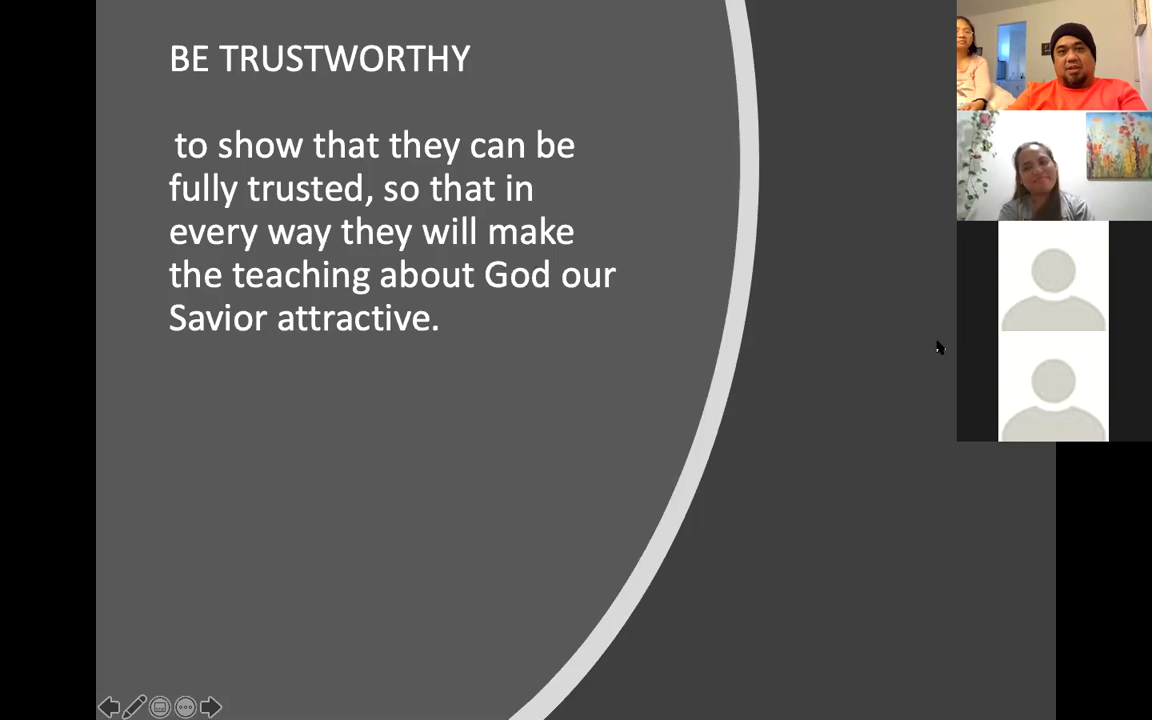 BE TRUSTWORTHY
to show that they can be
fully trusted, so that in
every way they will make
the teaching about God our
Savior attractive.